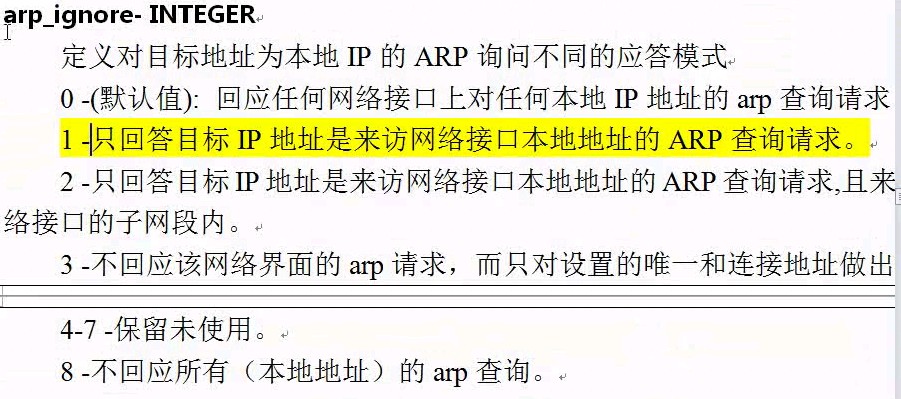 arp_ignore- INTEGER
定义对目标地址为本地 IP 的 ARP 询问不同的应答模式
0 -(默认值): 回应任何网络接口上对任何本地 IP 地址的 arp 查询请求
1 -只回答目标 IP 地址是来访网络接口本地地址的 ARP 查询请求。
2 -只回答目标 IP 地址是来访网络接口本地地址的 ARP 查询请求,且来
络接口的子网段内。
3 -不回应该网络界面的 arp 请求，而只对设置的唯一和连接地址做出
4-7 -保留未使用。
8 -不回应所有（本地地址）的 arp 查询。